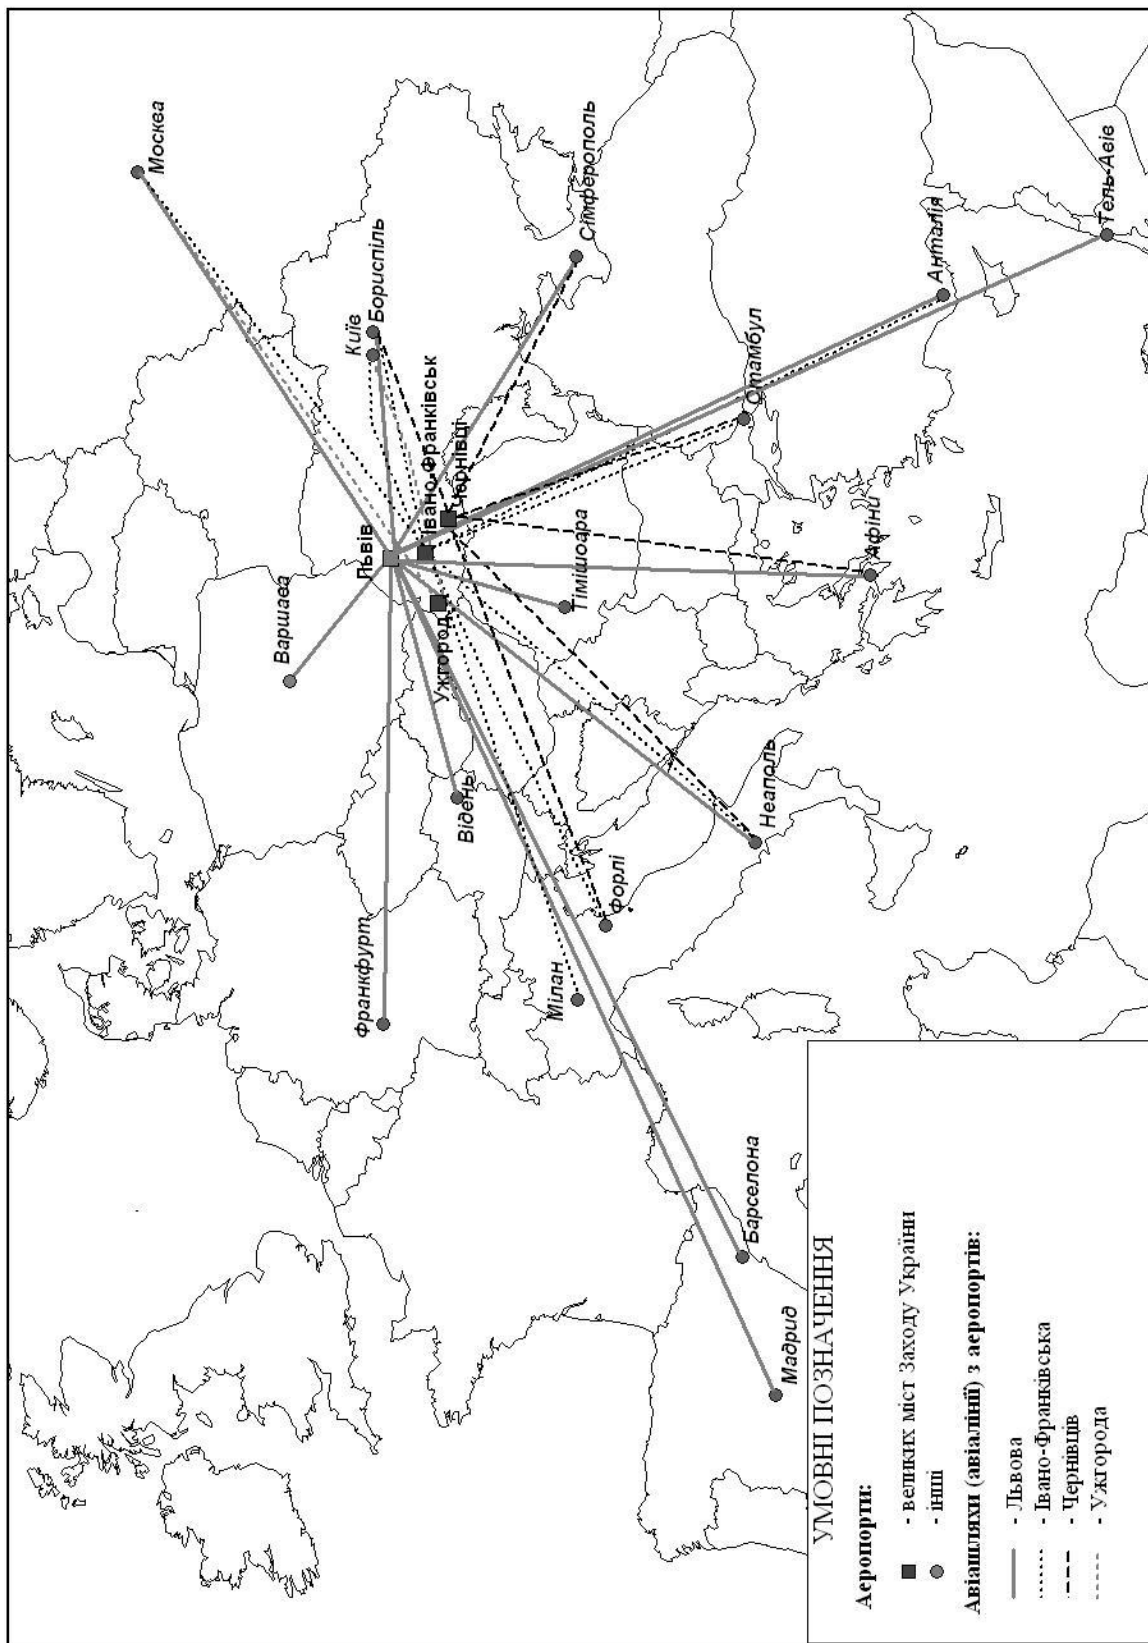 Москва
Київ
Бориспіль
Сімферополь
Варшава
Львів
Івано-Франківськ
Чернівці
Ужгород
Франкфурт
Відень
Тімішоара
Стамбул
Анталія
Тель-Авів
Афіни
Неаполь
Форлі
Мілан
Барселона
Мадрид
УМОВНІ ПОЗНАЧЕННЯ
Аеропорти:
- великих міст Заходу України
- інші
Авіашляхи (авіалінії) з аеропортів:
- Львова
- Івано-Франківська
- Чернівців
- Ужгорода